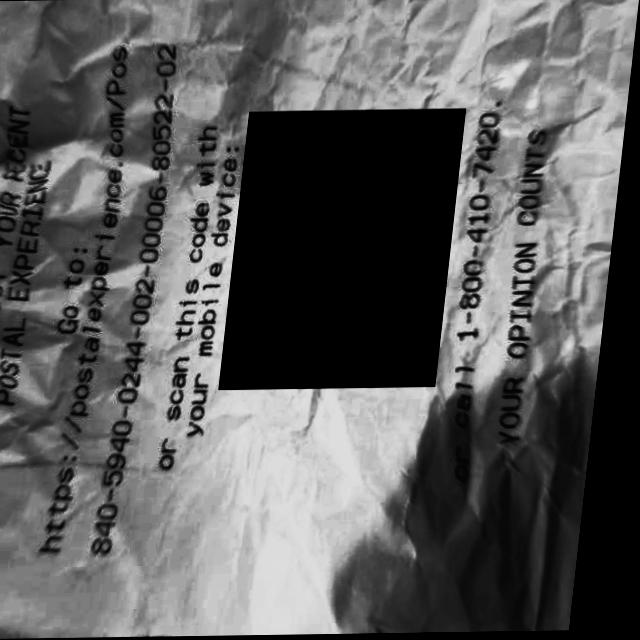 YOUR RECENT
POSTAL EXPERIENCE
Go to:
https://postalexperience.com/Pos
840-5940-0244-002-00006-80522-02
or scan this code with
your mobile device:
or call 1-800-410-7420.
YOUR OPINION COUNTS